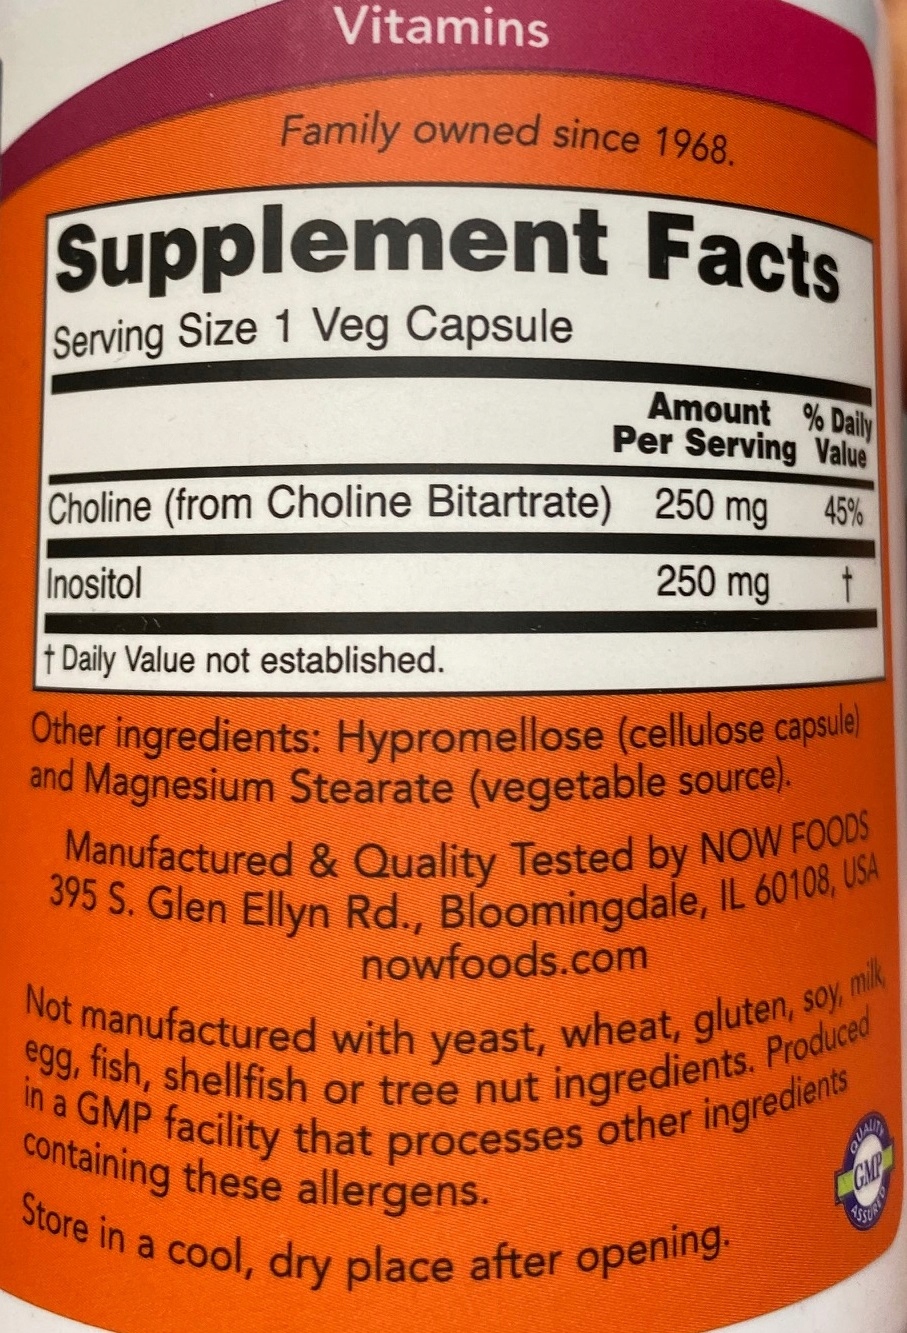 Vitamins
Family owned since 1968.
Supplement Facts
Serving Size 1 Veg Capsule
Amount Per Serving % Daily Value
Choline (from Choline Bitartrate) 250 mg 45%
Inositol 250 mg †
† Daily Value not established.
Other ingredients: Hypromellose (cellulose capsule)
and Magnesium Stearate (vegetable source).
Manufactured & Quality Tested by NOW FOODS
395 S. Glen Ellyn Rd., Bloomingdale, IL 60108, USA
nowfoods.com
Not manufactured with yeast, wheat, gluten, soy, milk,
egg, fish, shellfish or tree nut ingredients. Produced
in a GMP facility that processes other ingredients
containing these allergens.
Store in a cool, dry place after opening.
QUALITY
GMP
ASSURED